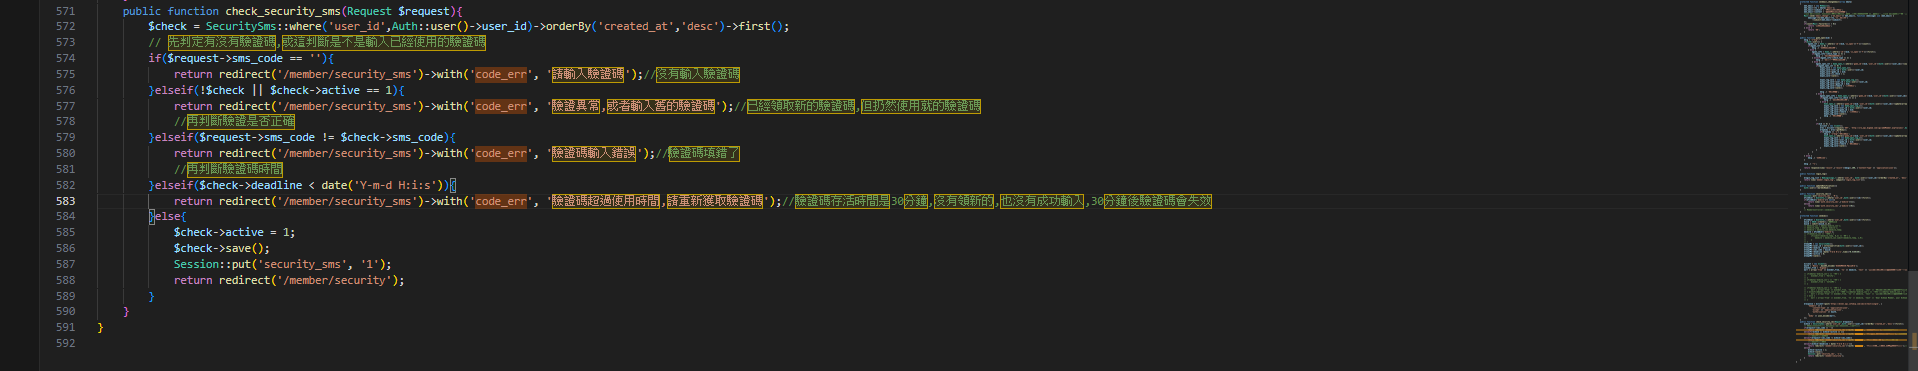 571 public function check_security_sms(Request $request){
572 $check = SecuritySms::where('user_id',Auth::user()->user_id)->orderBy('created_at','desc')->first();
573 // 先判定有沒有驗證碼,或這判斷是不是輸入已經使用的驗證碼
574 if($request->sms_code == ''){
575 return redirect('/member/security_sms')->with('code_err', '請輸入驗證碼');//沒有輸入驗證碼
576 }elseif(!$check || $check->active == 1){
577 return redirect('/member/security_sms')->with('code_err', '驗證異常,或者輸入舊的驗證碼');//已經領取新的驗證碼,但扔然使用就的驗證碼
578 //再判斷驗證是否正確
579 }elseif($request->sms_code != $check->sms_code){
580 return redirect('/member/security_sms')->with('code_err', '驗證碼輸入錯誤');//驗證碼填錯了
581 //再判斷驗證碼時間
582 }elseif($check->deadline < date('Y-m-d H:i:s')){
583 return redirect('/member/security_sms')->with('code_err', '驗證碼超過使用時間,請重新獲取驗證碼');//驗證碼存活時間是30分鐘,沒有領新的,也沒有成功輸入,30分鐘後驗證碼會失效
584 }else{
585 $check->active = 1;
586 $check->save();
587 Session::put('security_sms', '1');
588 return redirect('/member/security');
589 }
590 }
591 }
592